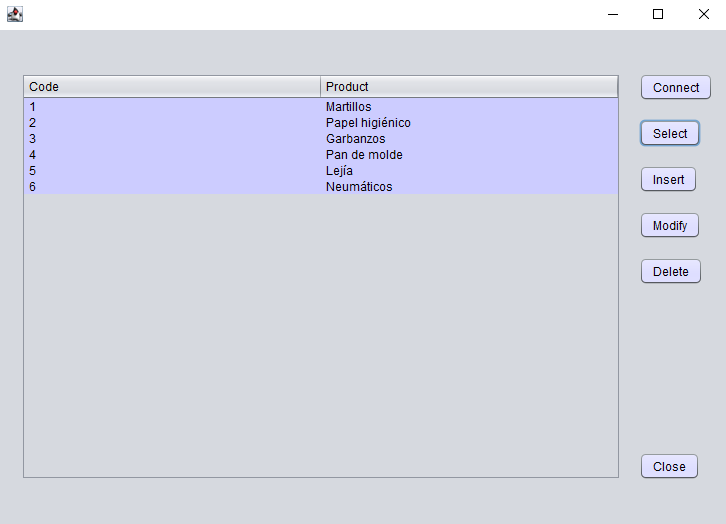 Code Product
1 Martillos
2 Papel higiénico
3 Garbanzos
4 Pan de molde
5 Lejía
6 Neumáticos
Connect
Select
Insert
Modify
Delete
Close